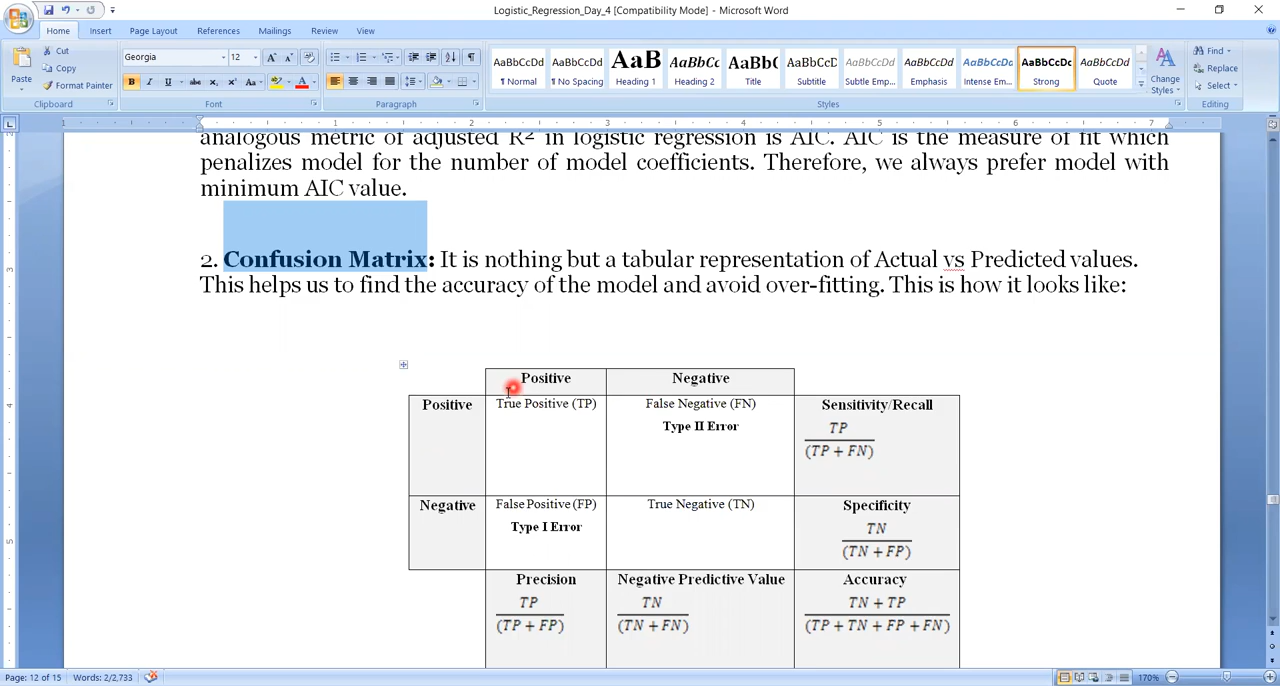 Logistic_Regression_Day_4 [Compatibility Mode] - Microsoft Word
Home Insert Page Layout References Mailings Review View
Paste
Cut
Copy
Format Painter
Clipboard
Georgia 12
Font
Paragraph
AaBbCcDd ¶ Normal
AaBbCcDd ¶ No Spacing
AaB Heading 1
AaBbCc Heading 2
AaBb( Title
AaBbCcD Subtitle
AaBbCcDd Subtle Emp...
AaBbCcDd Emphasis
AaBbCcDd Intense Em...
AaBbCcDc Strong
AaBbCcDd Quote
Change Styles
Styles
Find
Replace
Select
Editing
analogous metric of adjusted R² in logistic regression is AIC. AIC is the measure of fit which
penalizes model for the number of model coefficients. Therefore, we always prefer model with
minimum AIC value.
2. Confusion Matrix: It is nothing but a tabular representation of Actual vs Predicted values.
This helps us to find the accuracy of the model and avoid over-fitting. This is how it looks like:
Positive Negative
Positive
True Positive (TP)
False Negative (FN)
Type II Error
Sensitivity/Recall
TP
(TP + FN)
Negative
False Positive (FP)
Type I Error
True Negative (TN)
Specificity
TN
(TN + FP)
Precision
TP
(TP + FP)
Negative Predictive Value
TN
(TN + FN)
Accuracy
TN + TP
(TP + TN + FP + FN)
Page: 12 of 15 Words: 2/2,733 170%